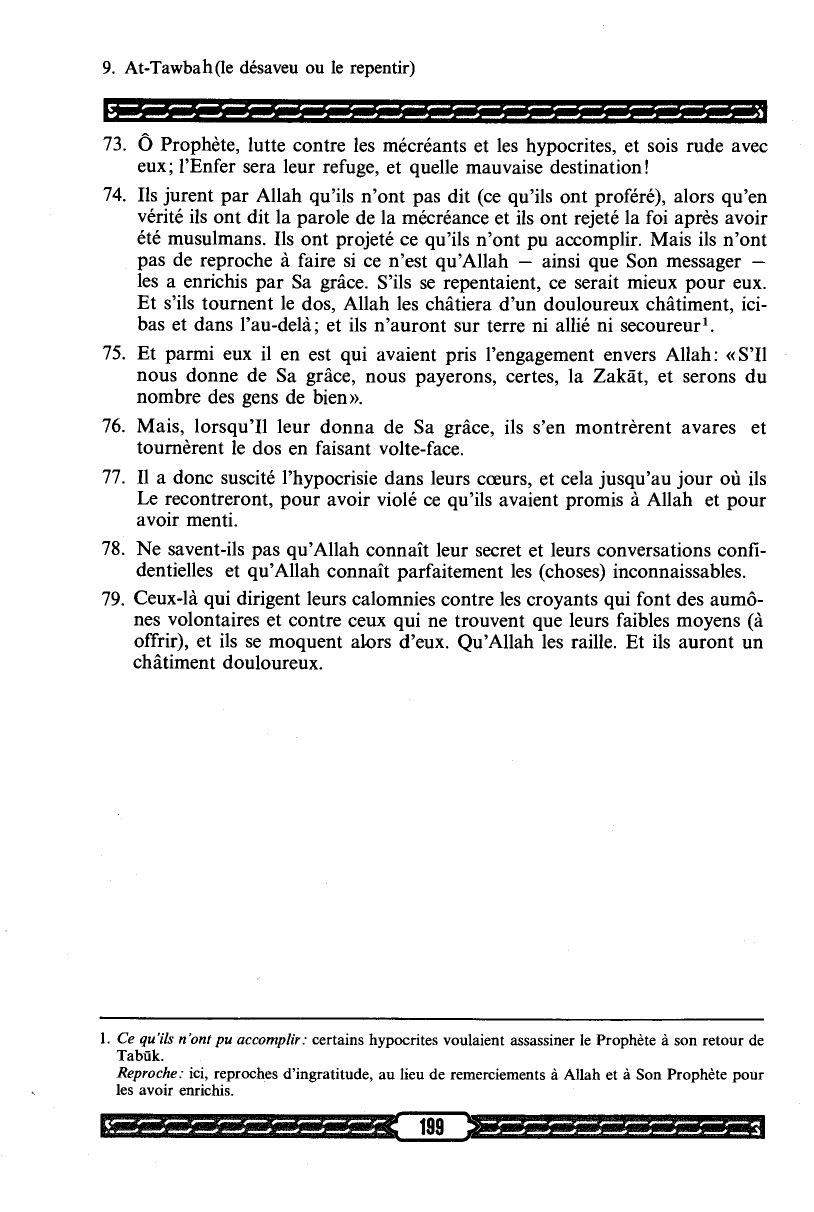 9. At-Tawbah(le désaveu ou le repentir)
73. Ô Prophète, lutte contre les mécréants et les hypocrites, et sois rude avec
eux; l'Enfer sera leur refuge, et quelle mauvaise destination!
74. Ils jurent par Allah qu'ils n'ont pas dit (ce qu'ils ont proféré), alors qu'en
vérité ils ont dit la parole de la mécréance et ils ont rejeté la foi après avoir
été musulmans. Ils ont projeté ce qu'ils n'ont pu accomplir. Mais ils n'ont
pas de reproche à faire si ce n'est qu'Allah — ainsi que Son messager —
les a enrichis par Sa grâce. S'ils se repentaient, ce serait mieux pour eux.
Et s'ils tournent le dos, Allah les châtiera d'un douloureux châtiment, ici-
bas et dans l'au-delà; et ils n'auront sur terre ni allié ni secoureur¹.
75. Et parmi eux il en est qui avaient pris l'engagement envers Allah: «S'Il
nous donne de Sa grâce, nous payerons, certes, la Zakāt, et serons du
nombre des gens de bien».
76. Mais, lorsqu'Il leur donna de Sa grâce, ils s'en montrèrent avares et
tournèrent le dos en faisant volte-face.
77. Il a donc suscité l'hypocrisie dans leurs cœurs, et cela jusqu'au jour où ils
Le recontreront, pour avoir violé ce qu'ils avaient promis à Allah et pour
avoir menti.
78. Ne savent-ils pas qu'Allah connaît leur secret et leurs conversations confi-
dentielles et qu'Allah connaît parfaitement les (choses) inconnaissables.
79. Ceux-là qui dirigent leurs calomnies contre les croyants qui font des aumô-
nes volontaires et contre ceux qui ne trouvent que leurs faibles moyens (à
offrir), et ils se moquent alors d'eux. Qu'Allah les raille. Et ils auront un
châtiment douloureux.
1. Ce qu'ils n'ont pu accomplir: certains hypocrites voulaient assassiner le Prophète à son retour de
Tabūk.
Reproche: ici, reproches d'ingratitude, au lieu de remerciements à Allah et à Son Prophète pour
les avoir enrichis.
199